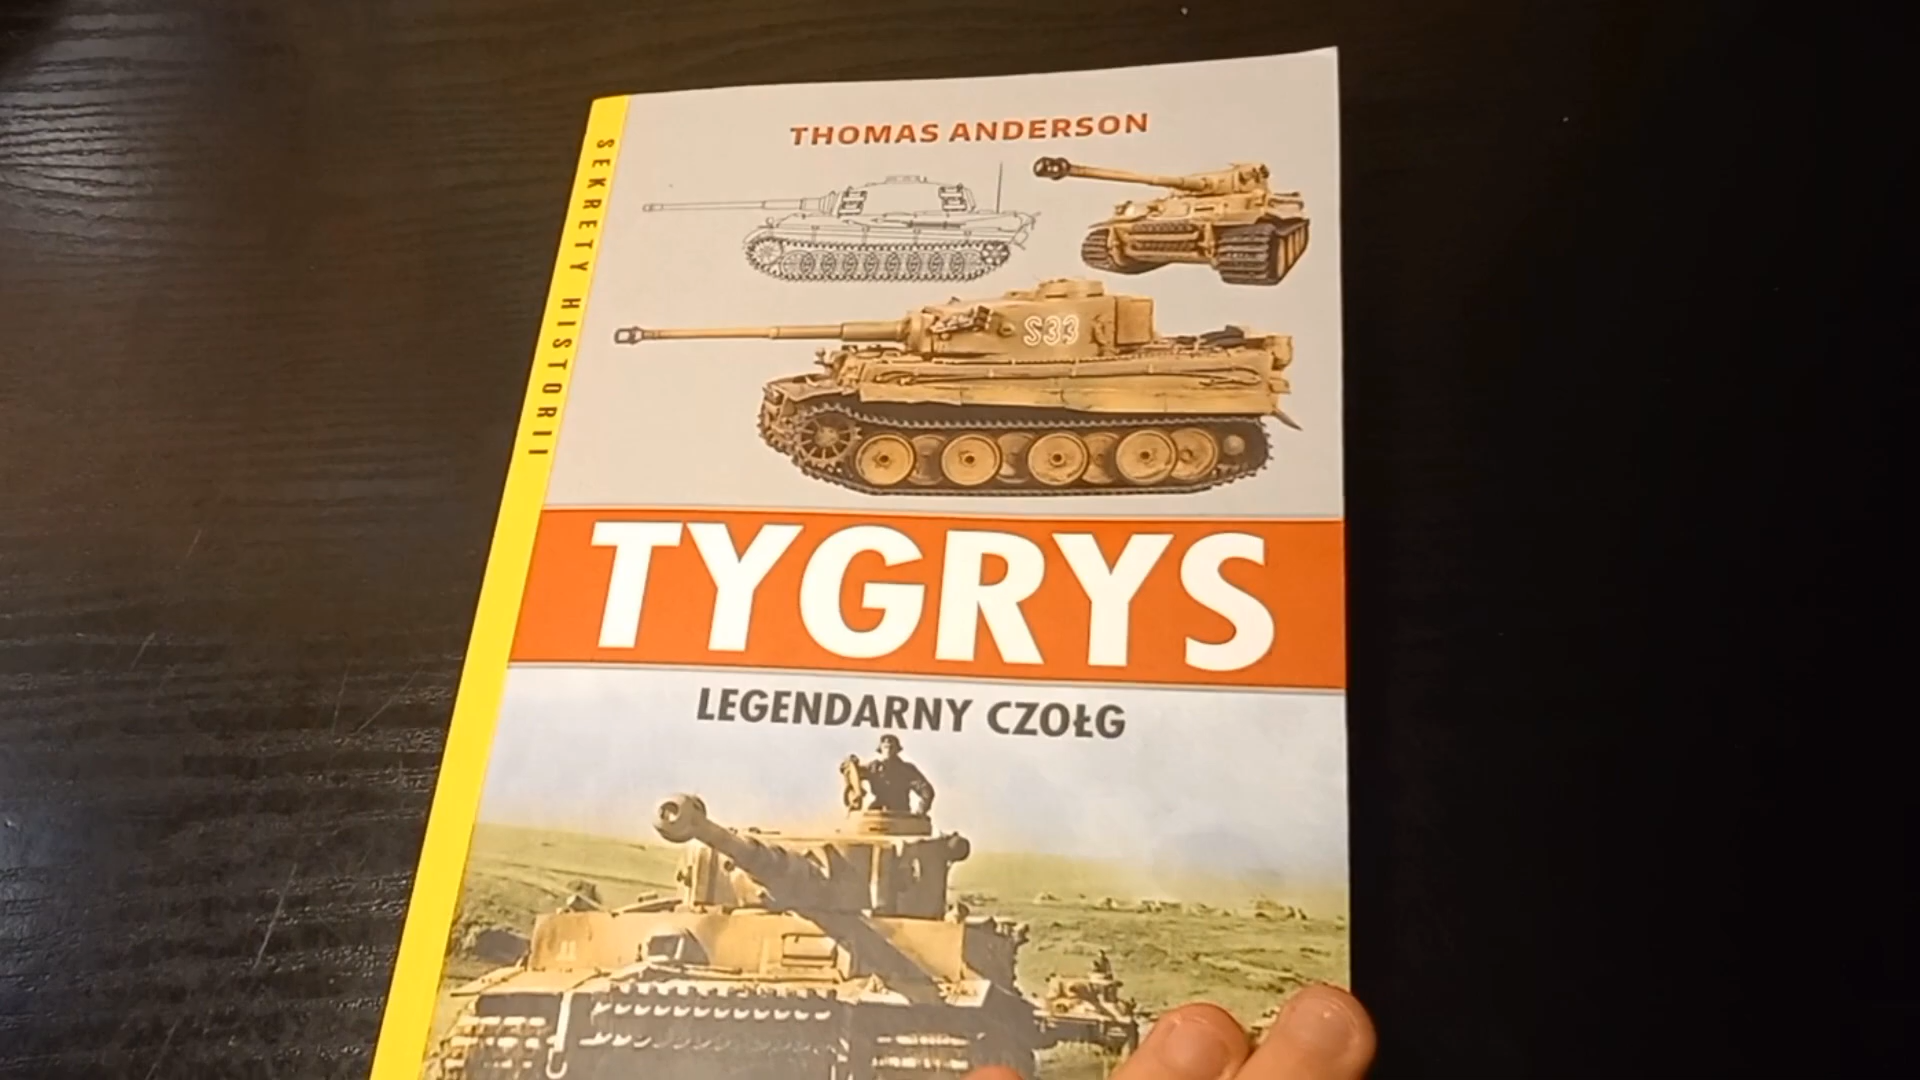 THOMAS ANDERSON
SEKRETY HISTORII
S33
TYGRYS
LEGENDARNY CZOŁG